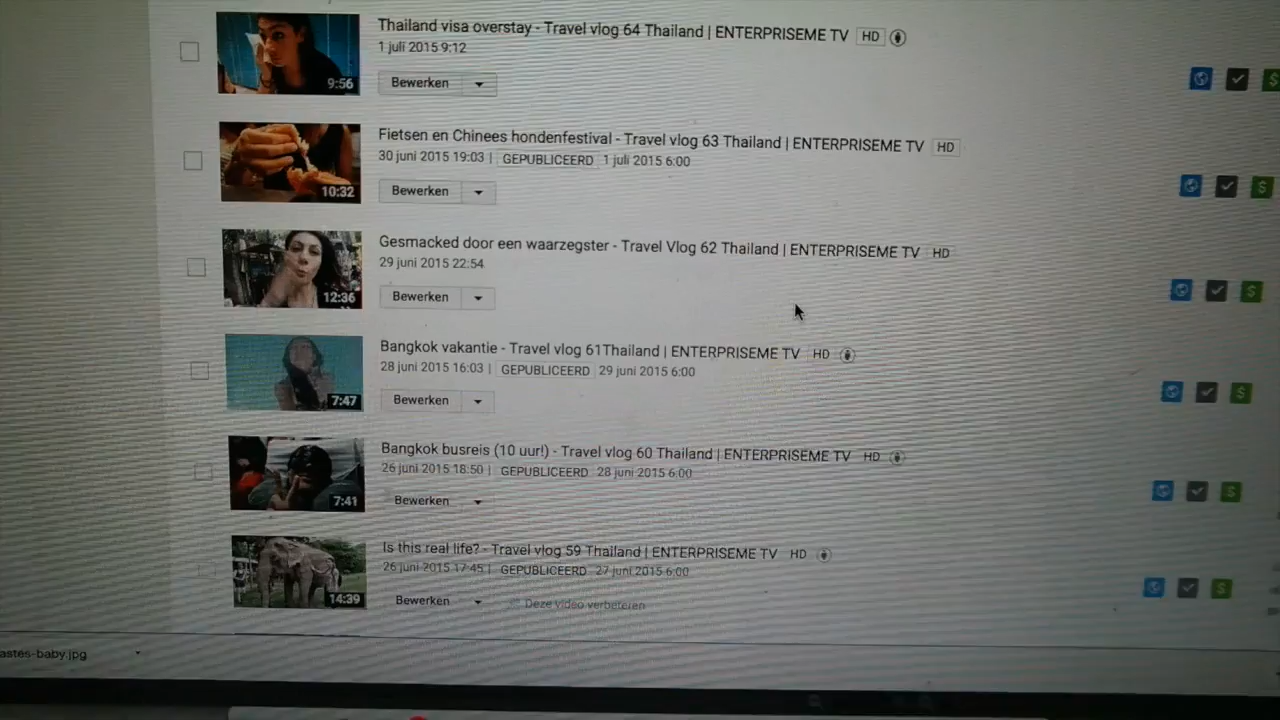 Thailand visa overstay - Travel vlog 64 Thailand | ENTERPRISEME TV HD
1 juli 2015 9:12
9:56
Bewerken
Fietsen en Chinees hondenfestival - Travel vlog 63 Thailand | ENTERPRISEME TV HD
30 juni 2015 19:03 | GEPUBLICEERD 1 juli 2015 6:00
10:32
Bewerken
Gesmacked door een waarzegster - Travel Vlog 62 Thailand | ENTERPRISEME TV HD
29 juni 2015 22:54
12:36
Bewerken
Bangkok vakantie - Travel vlog 61Thailand | ENTERPRISEME TV HD
28 juni 2015 16:03 | GEPUBLICEERD 29 juni 2015 6:00
7:47
Bewerken
Bangkok busreis (10 uur!) - Travel vlog 60 Thailand | ENTERPRISEME TV HD
26 juni 2015 18:50 | GEPUBLICEERD 28 juni 2015 6:00
7:41
Bewerken
Is this real life? - Travel vlog 59 Thailand | ENTERPRISEME TV HD
26 juni 2015 17:45 | GEPUBLICEERD 27 juni 2015 6:00
14:39
Bewerken Deze video verbeteren
astes-baby.jpg